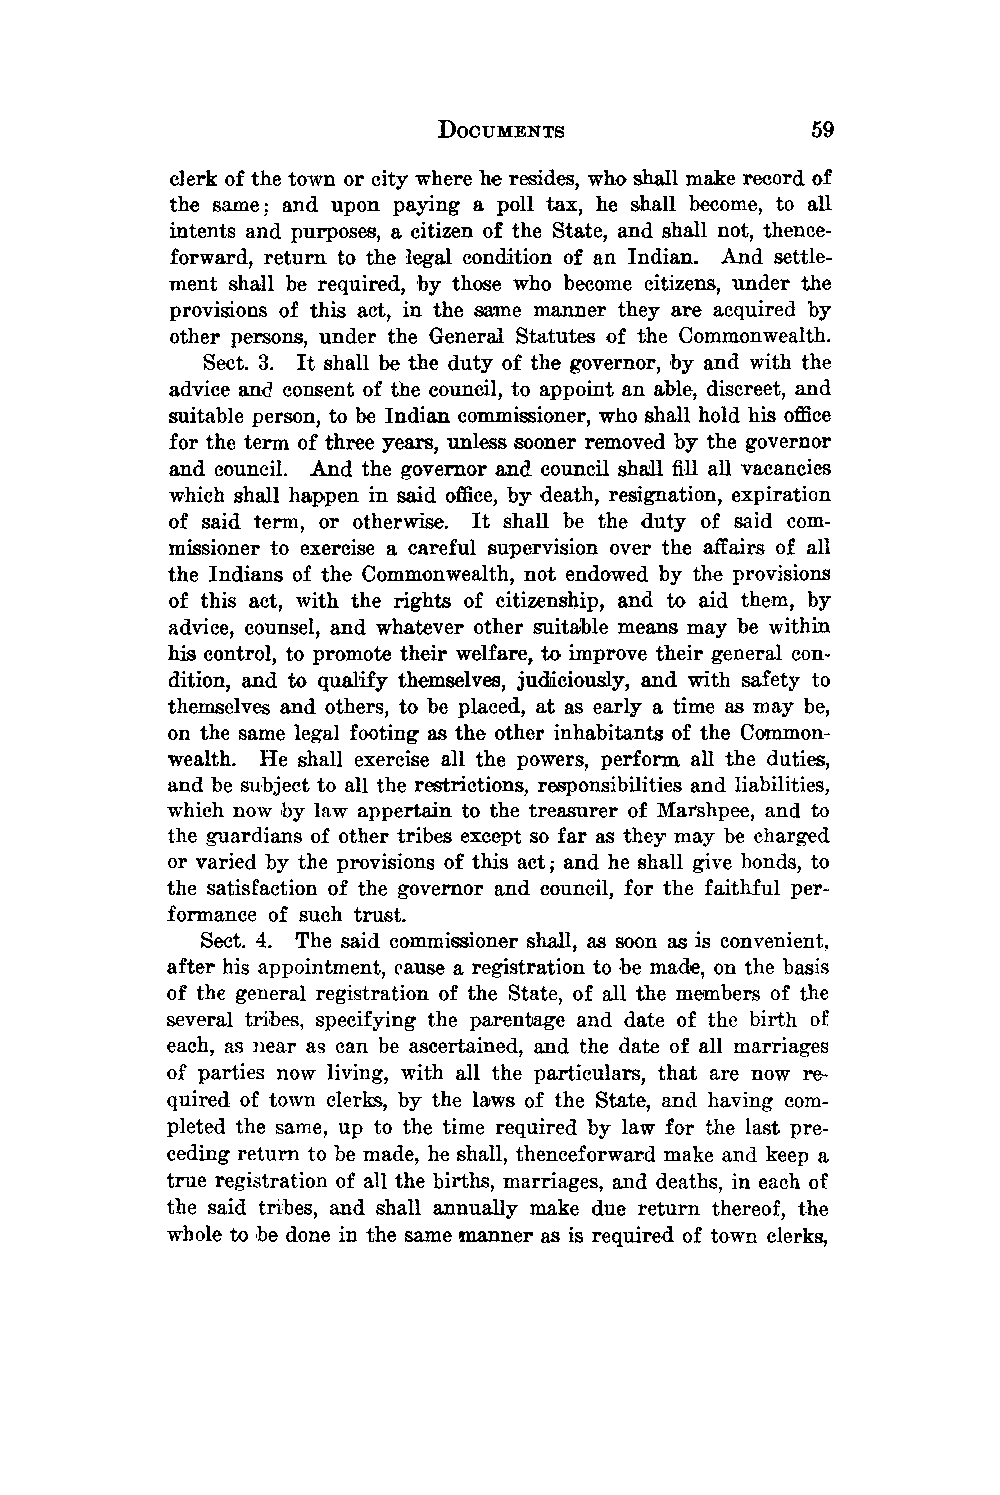 DOCUMENTS 59
clerk of the town or city where he resides, who shall make record of
the same; and upon paying a poll tax, he shall become, to all
intents and purposes, a citizen of the State, and shall not, thence-
forward, return to the legal condition of an Indian. And settle-
ment shall be required, by those who become citizens, under the
provisions of this act, in the same manner they are acquired by
other persons, under the General Statutes of the Commonwealth.
Sect. 3. It shall be the duty of the governor, by and with the
advice and consent of the council, to appoint an able, discreet, and
suitable person, to be Indian commissioner, who shall hold his office
for the term of three years, unless sooner removed by the governor
and council. And the governor and council shall fill all vacancies
which shall happen in said office, by death, resignation, expiration
of said term, or otherwise. It shall be the duty of said com-
missioner to exercise a careful supervision over the affairs of all
the Indians of the Commonwealth, not endowed by the provisions
of this act, with the rights of citizenship, and to aid them, by
advice, counsel, and whatever other suitable means may be within
his control, to promote their welfare, to improve their general con-
dition, and to qualify themselves, judiciously, and with safety to
themselves and others, to be placed, at as early a time as may be,
on the same legal footing as the other inhabitants of the Common-
wealth. He shall exercise all the powers, perform all the duties,
and be subject to all the restrictions, responsibilities and liabilities,
which now by law appertain to the treasurer of Marshpee, and to
the guardians of other tribes except so far as they may be charged
or varied by the provisions of this act; and he shall give bonds, to
the satisfaction of the governor and council, for the faithful per-
formance of such trust.
Sect. 4. The said commissioner shall, as soon as is convenient,
after his appointment, cause a registration to be made, on the basis
of the general registration of the State, of all the members of the
several tribes, specifying the parentage and date of the birth of
each, as near as can be ascertained, and the date of all marriages
of parties now living, with all the particulars, that are now re-
quired of town clerks, by the laws of the State, and having com-
pleted the same, up to the time required by law for the last pre-
ceding return to be made, he shall, thenceforward make and keep a
true registration of all the births, marriages, and deaths, in each of
the said tribes, and shall annually make due return thereof, the
whole to be done in the same manner as is required of town clerks,